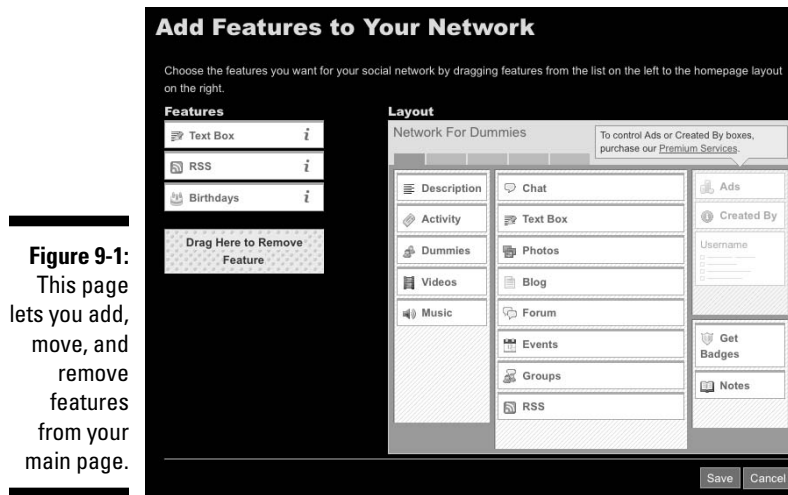 Add Features to Your Network
Choose the features you want for your social network by dragging features from the list on the left to the homepage layout
on the right.
Features
Text Box i
RSS i
Birthdays i
Drag Here to Remove
Feature
Layout
Network For Dummies
To control Ads or Created By boxes,
purchase our Premium Services.
Description
Activity
Dummies
Videos
Music
Chat
Text Box
Photos
Blog
Forum
Events
Groups
RSS
Ads
Created By
Username
Get
Badges
Notes
Save
Cancel
Figure 9-1:
This page
lets you add,
move, and
remove
features
from your
main page.